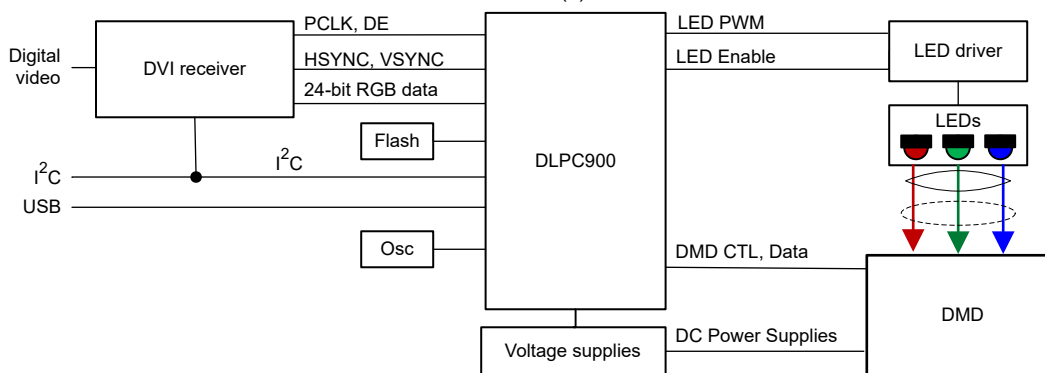 PCLK, DE
LED PWM
Digital
video
DVI receiver
HSYNC, VSYNC
LED Enable
LED driver
24-bit RGB data
LEDs
Flash
DLPC900
I²C
I²C
USB
Osc
DMD CTL, Data
DMD
Voltage supplies
DC Power Supplies